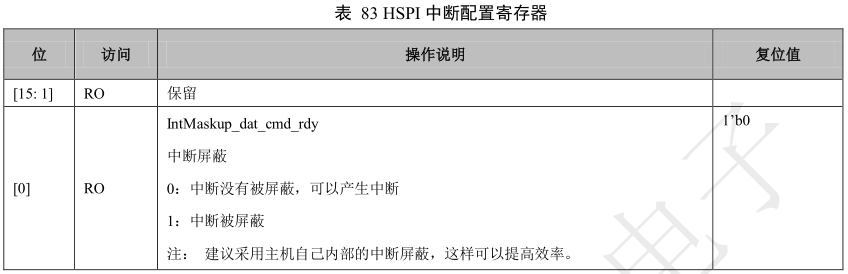 表 83 HSPI 中断配置寄存器
位 访问 操作说明 复位值
[15: 1] RO 保留
[0] RO IntMaskup_dat_cmd_rdy 1’b0
中断屏蔽
0：中断没有被屏蔽，可以产生中断
1：中断被屏蔽
注： 建议采用主机自己内部的中断屏蔽，这样可以提高效率。
电子